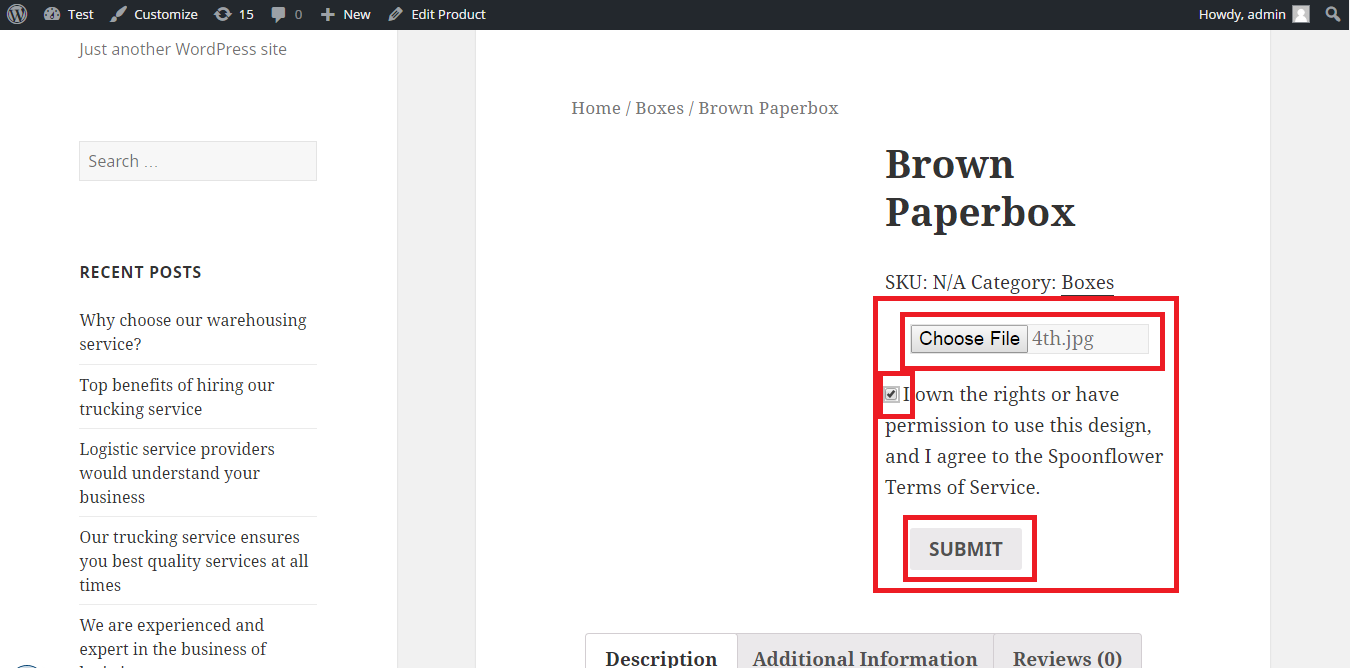 Test Customize 15 0 New Edit Product Howdy, admin
Just another WordPress site
Search …
RECENT POSTS
Why choose our warehousing
service?
Top benefits of hiring our
trucking service
Logistic service providers
would understand your
business
Our trucking service ensures
you best quality services at all
times
We are experienced and
expert in the business of
Home / Boxes / Brown Paperbox
Brown
Paperbox
SKU: N/A Category: Boxes
Choose File 4th.jpg
I own the rights or have
permission to use this design,
and I agree to the Spoonflower
Terms of Service.
SUBMIT
Description Additional Information Reviews (0)